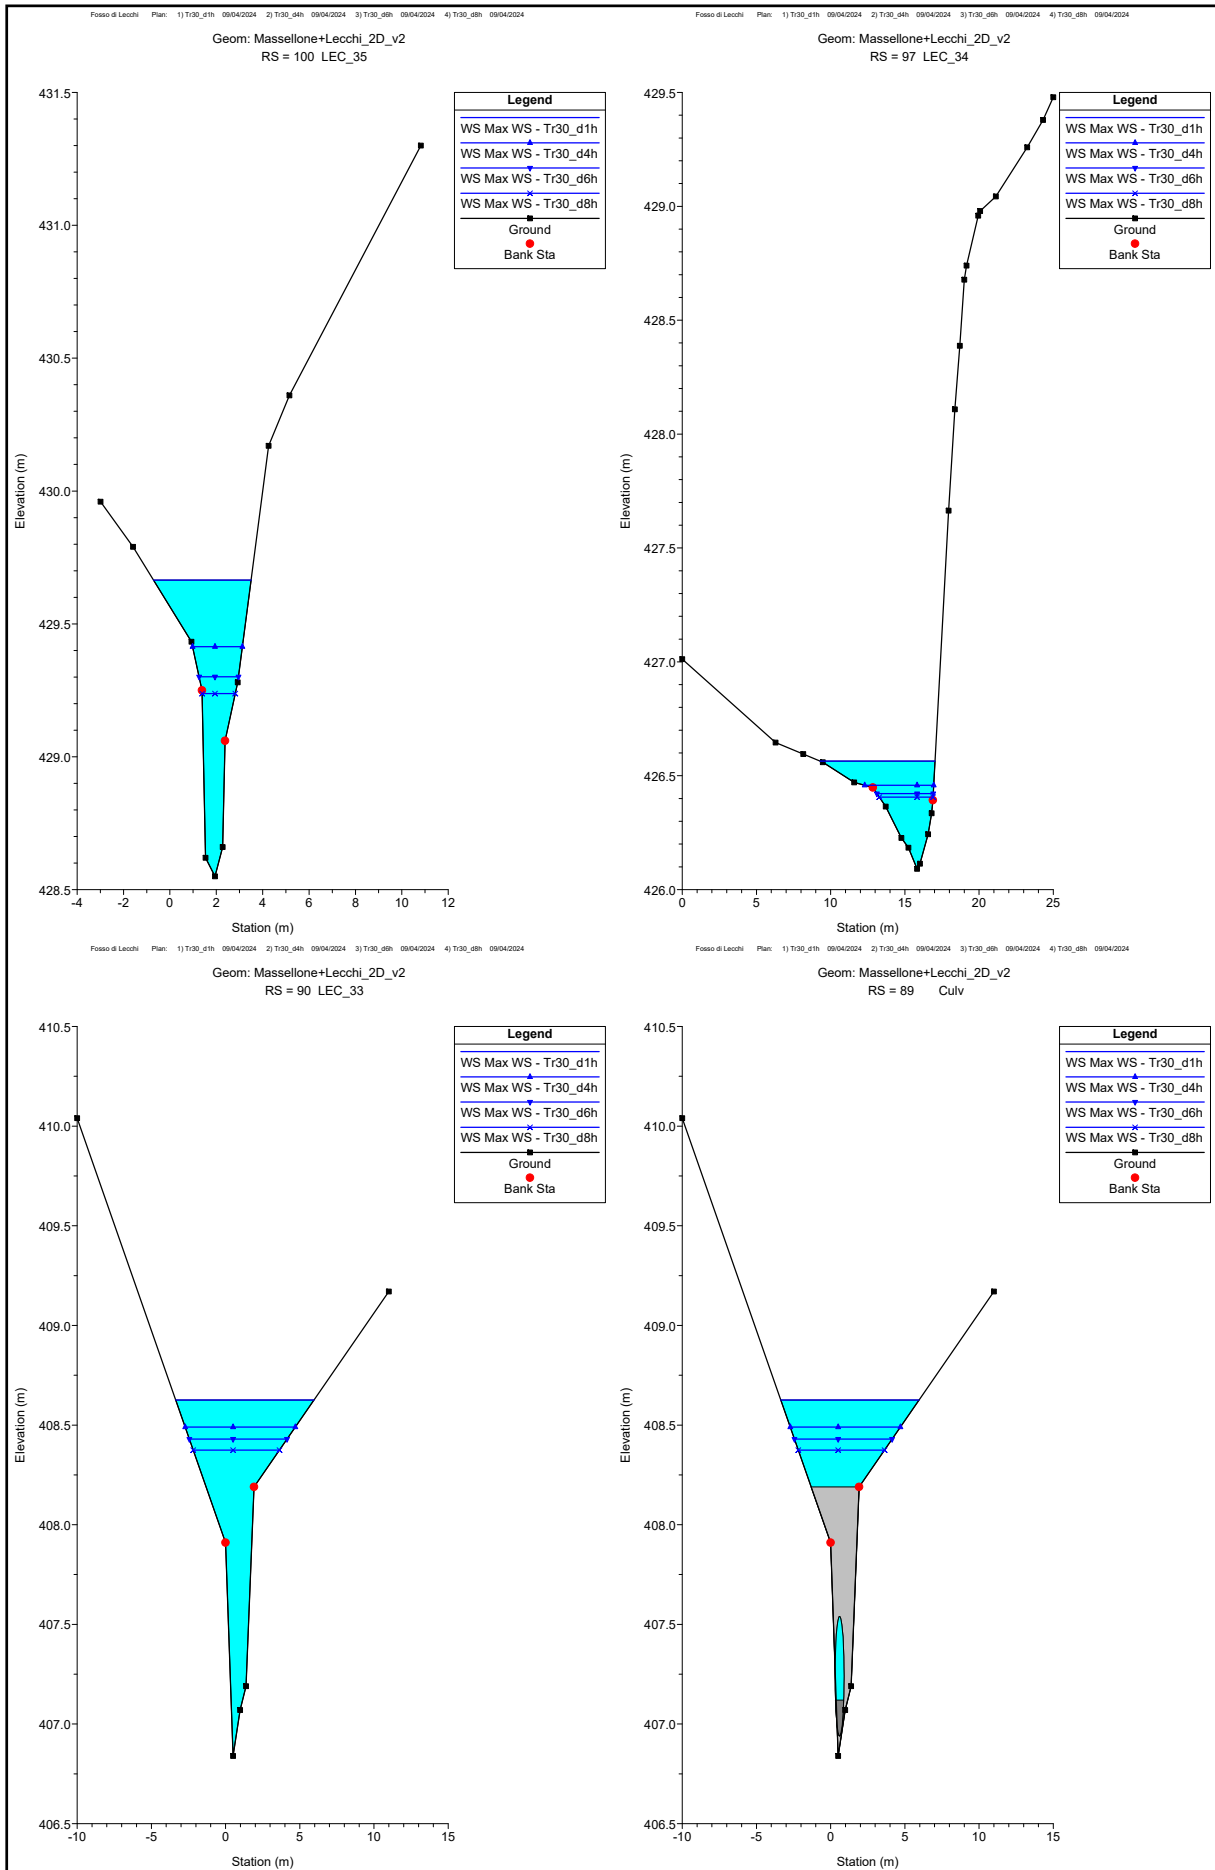 Fosso di Lecchi Plan: 1) Tr30_d1h 09/04/2024 2) Tr30_d4h 09/04/2024 3) Tr30_d6h 09/04/2024 4) Tr30_d8h 09/04/2024
Geom: Massellone+Lecchi_2D_v2
RS = 100 LEC_35
431.5
431.0
430.5
430.0
429.5
429.0
428.5
Elevation (m)
-4 -2 0 2 4 6 8 10 12
Station (m)
Legend
WS Max WS - Tr30_d1h
WS Max WS - Tr30_d4h
WS Max WS - Tr30_d6h
WS Max WS - Tr30_d8h
Ground
Bank Sta
Fosso di Lecchi Plan: 1) Tr30_d1h 09/04/2024 2) Tr30_d4h 09/04/2024 3) Tr30_d6h 09/04/2024 4) Tr30_d8h 09/04/2024
Geom: Massellone+Lecchi_2D_v2
RS = 97 LEC_34
429.5
429.0
428.5
428.0
427.5
427.0
426.5
426.0
Elevation (m)
0 5 10 15 20 25
Station (m)
Legend
WS Max WS - Tr30_d1h
WS Max WS - Tr30_d4h
WS Max WS - Tr30_d6h
WS Max WS - Tr30_d8h
Ground
Bank Sta
Fosso di Lecchi Plan: 1) Tr30_d1h 09/04/2024 2) Tr30_d4h 09/04/2024 3) Tr30_d6h 09/04/2024 4) Tr30_d8h 09/04/2024
Geom: Massellone+Lecchi_2D_v2
RS = 90 LEC_33
410.5
410.0
409.5
409.0
408.5
408.0
407.5
407.0
406.5
Elevation (m)
-10 -5 0 5 10 15
Station (m)
Legend
WS Max WS - Tr30_d1h
WS Max WS - Tr30_d4h
WS Max WS - Tr30_d6h
WS Max WS - Tr30_d8h
Ground
Bank Sta
Fosso di Lecchi Plan: 1) Tr30_d1h 09/04/2024 2) Tr30_d4h 09/04/2024 3) Tr30_d6h 09/04/2024 4) Tr30_d8h 09/04/2024
Geom: Massellone+Lecchi_2D_v2
RS = 89 Culv
410.5
410.0
409.5
409.0
408.5
408.0
407.5
407.0
406.5
Elevation (m)
-10 -5 0 5 10 15
Station (m)
Legend
WS Max WS - Tr30_d1h
WS Max WS - Tr30_d4h
WS Max WS - Tr30_d6h
WS Max WS - Tr30_d8h
Ground
Bank Sta